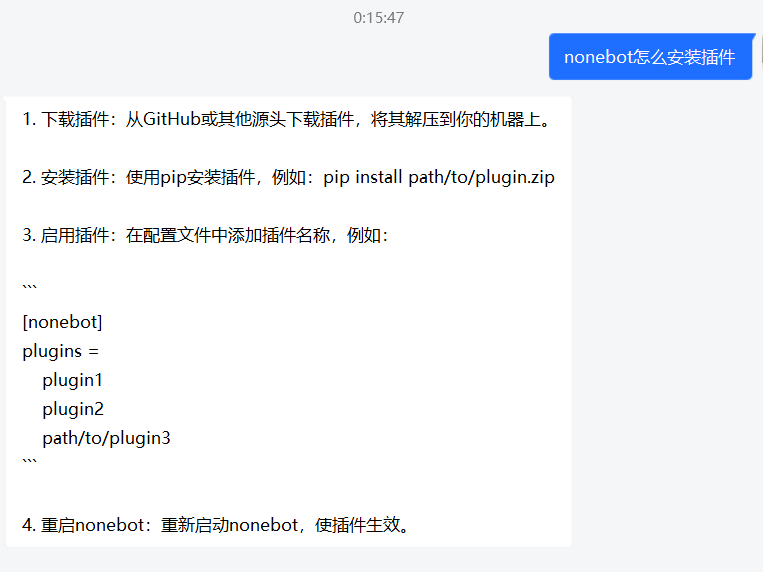 0:15:47
nonebot怎么安装插件
1. 下载插件：从GitHub或其他源头下载插件，将其解压到你的机器上。
2. 安装插件：使用pip安装插件，例如：pip install path/to/plugin.zip
3. 启用插件：在配置文件中添加插件名称，例如：
```
[nonebot]
plugins =
    plugin1
    plugin2
    path/to/plugin3
```
4. 重启nonebot：重新启动nonebot，使插件生效。